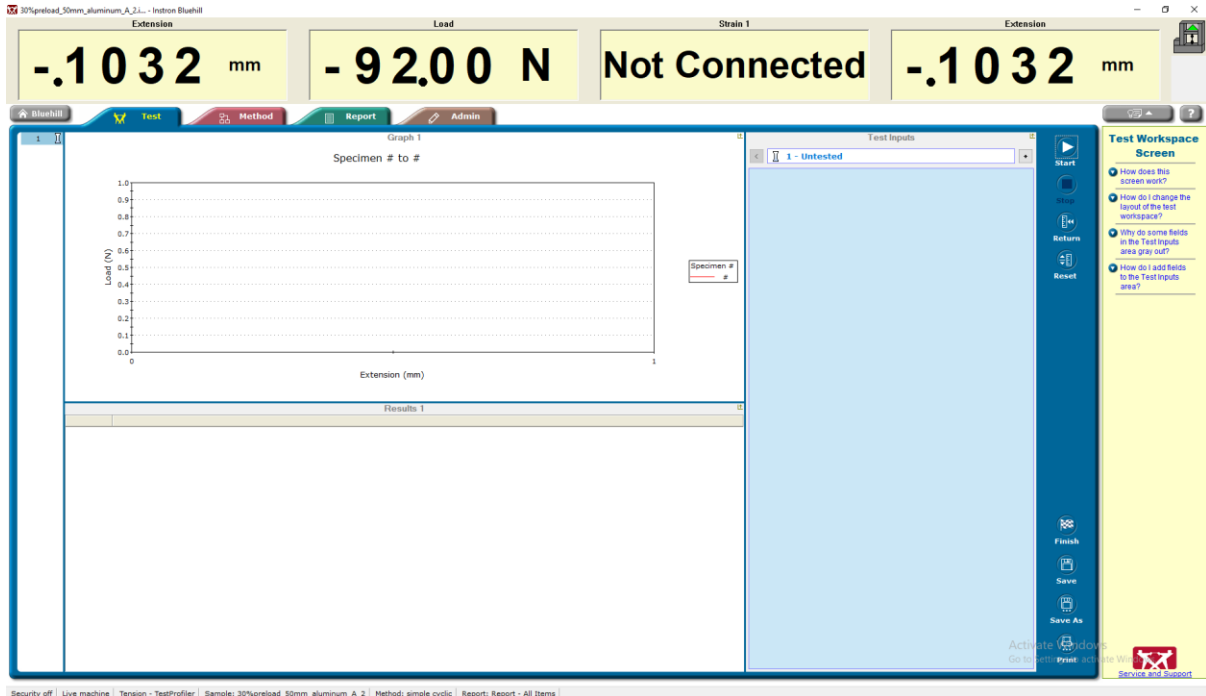 30%preload_50mm_aluminum_A_2.i... - Instron Bluehill
Extension
Load
Strain 1
Extension
-.1032 mm
-92.00 N
Not Connected
-.1032 mm
Bluehill
Test
Method
Report
Admin
?
1
Graph 1
Specimen # to #
1.0
0.9
0.8
0.7
0.6
0.5
0.4
0.3
0.2
0.1
0.0
Load (N)
0
1
Extension (mm)
Specimen #
#
Results 1
Test Inputs
<
1 - Untested
Start
Stop
Return
Reset
Finish
Save
Save As
Print
Test Workspace
Screen
How does this
screen work?
How do I change the
layout of the test
workspace?
Why do some fields
in the Test Inputs
area gray out?
How do I add fields
to the Test Inputs
area?
Activate Windows
Go to Settings to activate Win
Service and Support
Security off
Live machine
Tension - TestProfiler
Sample: 30%preload_50mm_aluminum_A_2
Method: simple cyclic
Report: Report - All Items